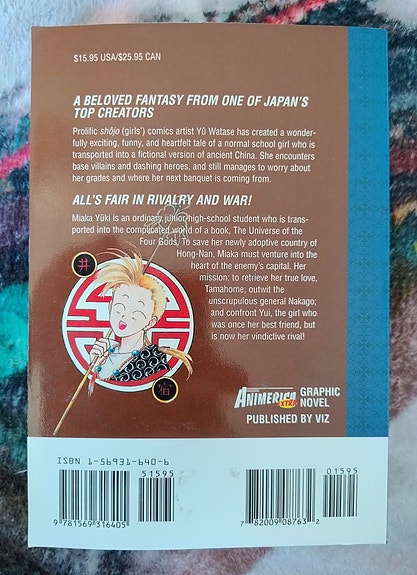 $15.95 USA/$25.95 CAN
A BELOVED FANTASY FROM ONE OF JAPAN'S
TOP CREATORS
Prolific shôjo (girls') comics artist Yû Watase has created a wonder-
fully exciting, funny, and heartfelt tale of a normal school girl who is
transported into a fictional version of ancient China. She encounters
base villains and dashing heroes, and still manages to worry about
her grades and where her next banquet is coming from.
ALL'S FAIR IN RIVALRY AND WAR!
Miaka Yûki is an ordinary junior-high-school student who is trans-
ported into the complicated world of a book, The Universe of the
Four Gods. To save her newly adoptive country of
Hong-Nan, Miaka must venture into the
heart of the enemy's capital. Her
mission: to retrieve her true love,
Tamahome; outwit the
unscrupulous general Nakago;
and confront Yui, the girl who
was once her best friend, but
is now her vindictive rival!
井
宿
ANIMERICA EXTRA GRAPHIC
NOVEL
PUBLISHED BY VIZ
ISBN 1-56931-640-6
51595
9 781569 316405
01595
7 82009 08763 2